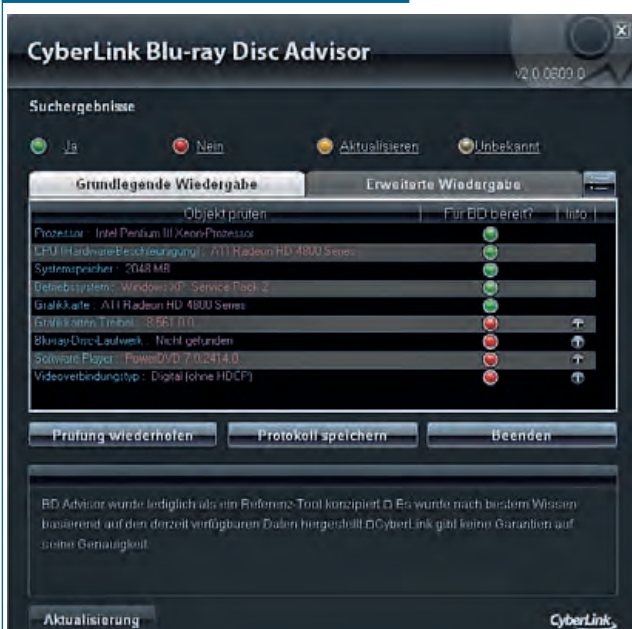 CyberLink Blu-ray Disc Advisor
v2.0.0809.0
Suchergebnisse
Ja Nein Aktualisieren Unbekannt
Grundlegende Wiedergabe Erweiterte Wiedergabe
Objekt prüfen Für BD bereit? Info
Prozessor : Intel Pentium III Xeon-Prozessor
CPU (Hardware-Beschleunigung) : ATI Radeon HD 4800 Series
Systemspeicher : 2048 MB
Betriebssystem : Windows XP, Service Pack 2
Grafikkarte : ATI Radeon HD 4800 Series
Grafikkarten Treiber : 8.561.0.0
Blu-ray-Disc-Laufwerk : Nicht gefunden
Software Player : PowerDVD 7.0.2414.0
Videoverbindungstyp : Digital (ohne HDCP)
Prüfung wiederholen Protokoll speichern Beenden
BD Advisor wurde lediglich als ein Referenz-Tool konzipiert. Es wurde nach bestem Wissen
basierend auf den derzeit verfügbaren Daten hergestellt. CyberLink gibt keine Garantien auf
seine Genauigkeit.
Aktualisierung CyberLink